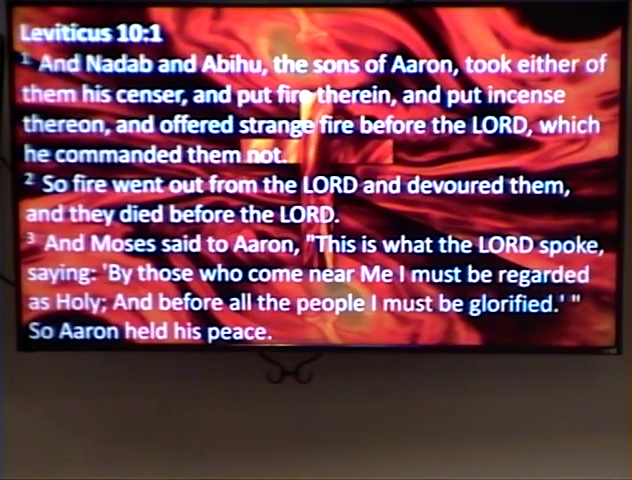 Leviticus 10:1
1 And Nadab and Abihu, the sons of Aaron, took either of
them his censer, and put fire therein, and put incense
thereon, and offered strange fire before the LORD, which
he commanded them not.
2 So fire went out from the LORD and devoured them,
and they died before the LORD.
3 And Moses said to Aaron, "This is what the LORD spoke,
saying: 'By those who come near Me I must be regarded
as Holy; And before all the people I must be glorified.' "
So Aaron held his peace.